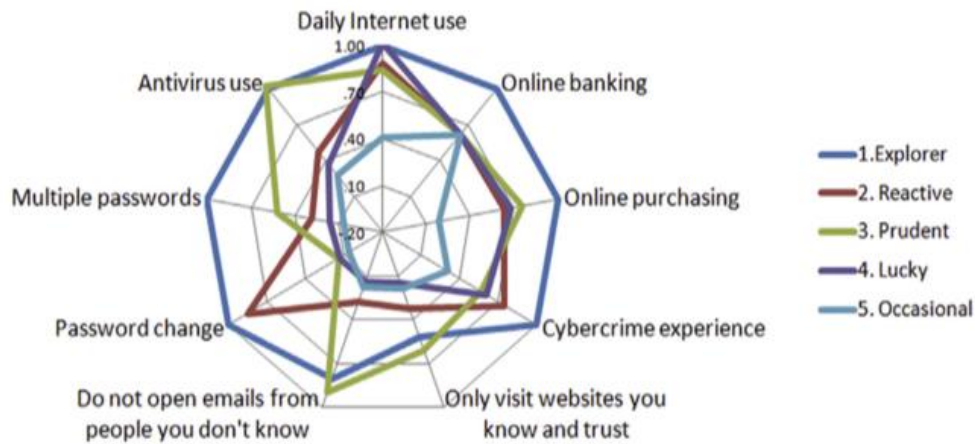 Daily Internet use
1.00
Antivirus use
Online banking
.70
.40
1.Explorer
Multiple passwords
.10
Online purchasing
2. Reactive
-.20
3. Prudent
4. Lucky
Password change
Cybercrime experience
5. Occasional
Do not open emails from
people you don't know
Only visit websites you
know and trust